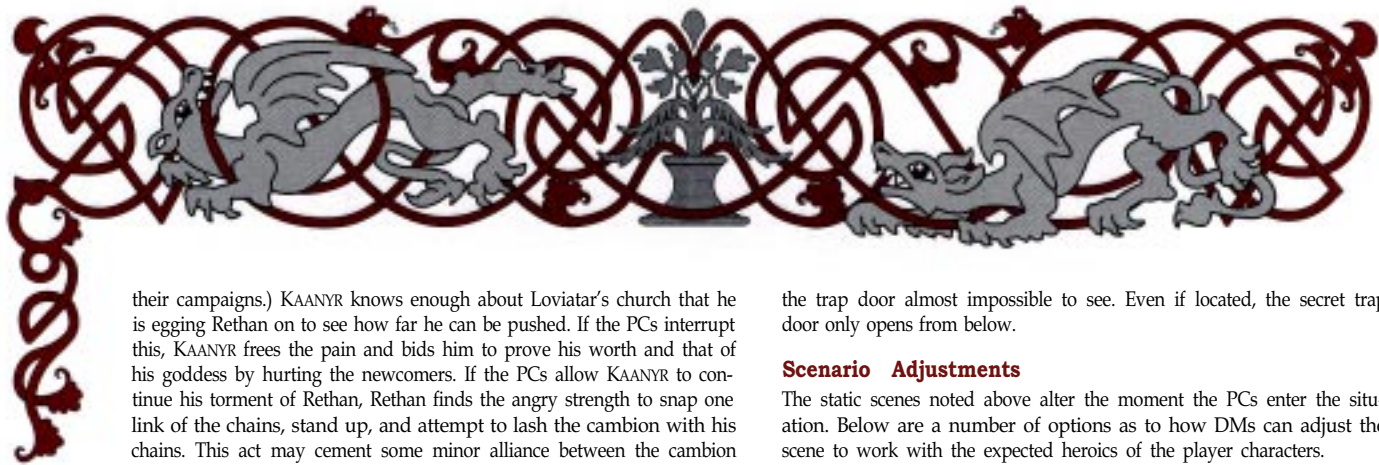 their campaigns.) KAANYR knows enough about Loviatar's church that he
is egging Rethan on to see how far he can be pushed. If the PCs interrupt
this, KAANYR frees the pain and bids him to prove his worth and that of
his goddess by hurting the newcomers. If the PCs allow KAANYR to con-
tinue his torment of Rethan, Rethan finds the angry strength to snap one
link of the chains, stand up, and attempt to lash the cambion with his
chains. This act may cement some minor alliance between the cambion
the trap door almost impossible to see. Even if located, the secret trap
door only opens from below.
Scenario Adjustments
The static scenes noted above alter the moment the PCs enter the situ-
ation. Below are a number of options as to how DMs can adjust the
scene to work with the expected heroics of the player characters.